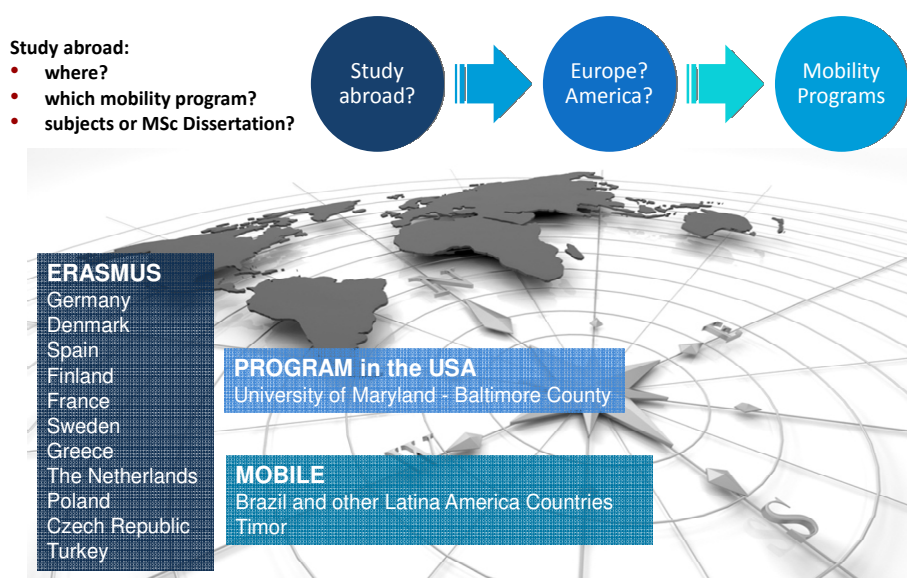 Study abroad:
• where?
• which mobility program?
• subjects or MSc Dissertation?
Study
abroad?
Europe?
America?
Mobility
Programs
ERASMUS
Germany
Denmark
Spain
Finland
France
Sweden
Greece
The Netherlands
Poland
Czech Republic
Turkey
PROGRAM in the USA
University of Maryland - Baltimore County
MOBILE
Brazil and other Latina America Countries
Timor
N
E
W
S